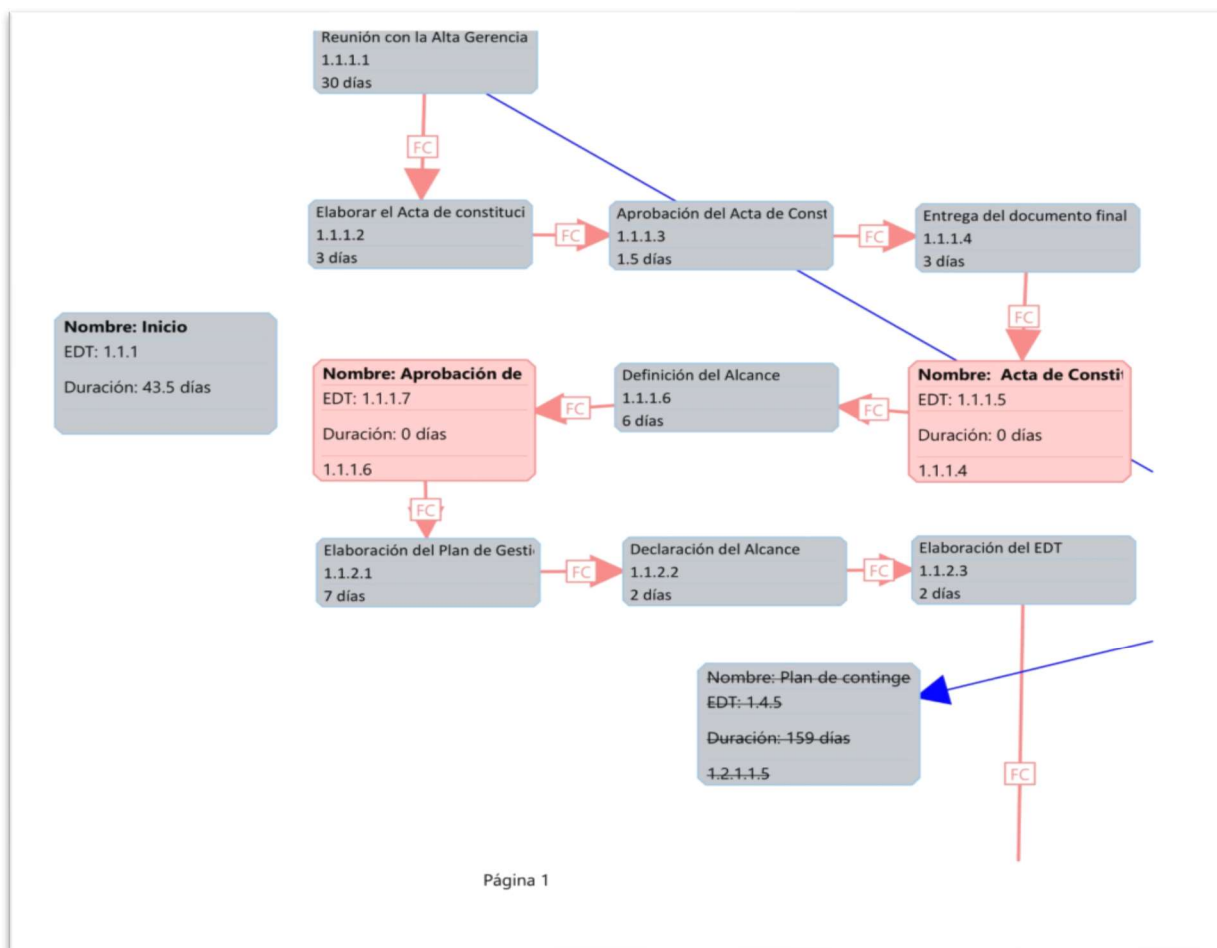 Reunión con la Alta Gerencia
1.1.1.1
30 días
FC
Elaborar el Acta de constituci
1.1.1.2
3 días
FC
Aprobación del Acta de Const
1.1.1.3
1.5 días
FC
Entrega del documento final
1.1.1.4
3 días
FC
Nombre: Inicio
EDT: 1.1.1
Duración: 43.5 días
Nombre: Aprobación de
EDT: 1.1.1.7
Duración: 0 días
1.1.1.6
FC
Definición del Alcance
1.1.1.6
6 días
FC
Nombre: Acta de Constit
EDT: 1.1.1.5
Duración: 0 días
1.1.1.4
FC
Elaboración del Plan de Gesti
1.1.2.1
7 días
FC
Declaración del Alcance
1.1.2.2
2 días
FC
Elaboración del EDT
1.1.2.3
2 días
Nombre: Plan de continge
EDT: 1.4.5
Duración: 159 días
1.2.1.1.5
FC
Página 1